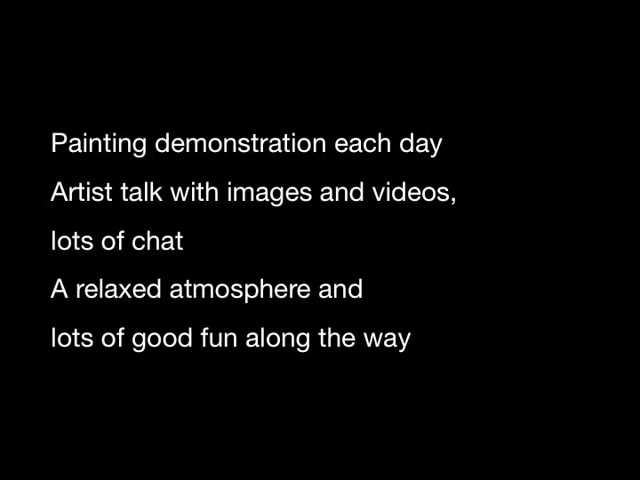 Painting demonstration each day
Artist talk with images and videos,
lots of chat
A relaxed atmosphere and
lots of good fun along the way